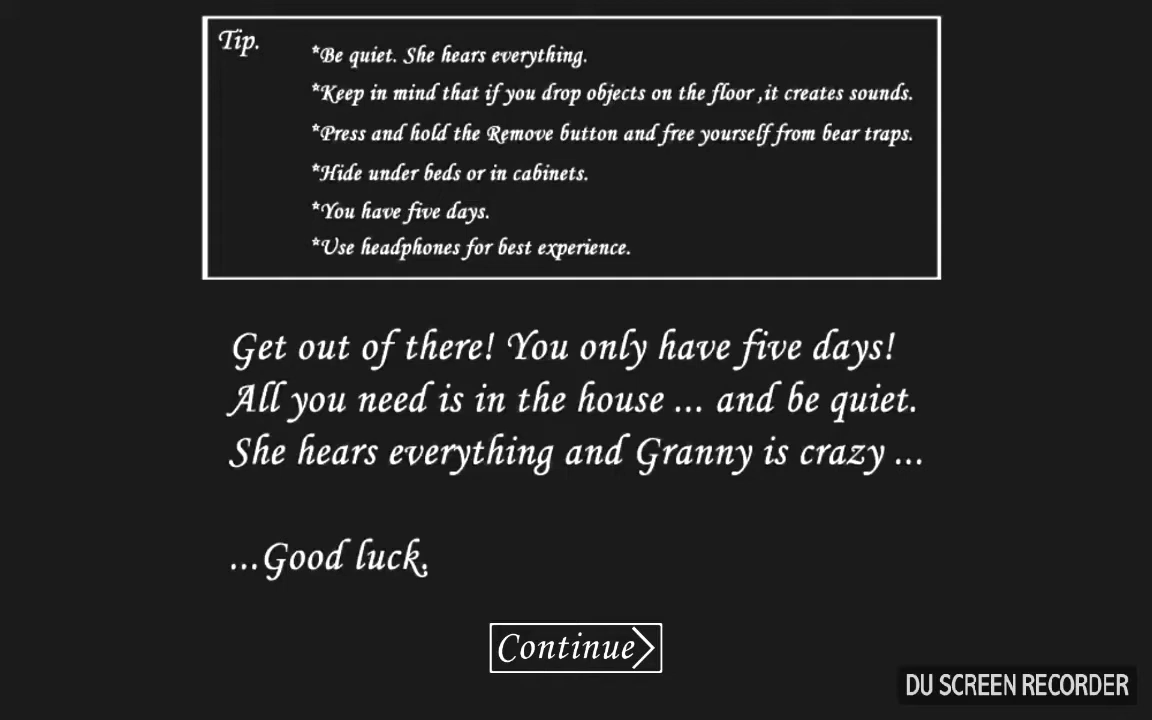 Tip.
*Be quiet. She hears everything.
*Keep in mind that if you drop objects on the floor ,it creates sounds.
*Press and hold the Remove button and free yourself from bear traps.
*Hide under beds or in cabinets.
*You have five days.
*Use headphones for best experience.
Get out of there! You only have five days!
All you need is in the house ... and be quiet.
She hears everything and Granny is crazy ...
...Good luck.
Continue
DU SCREEN RECORDER